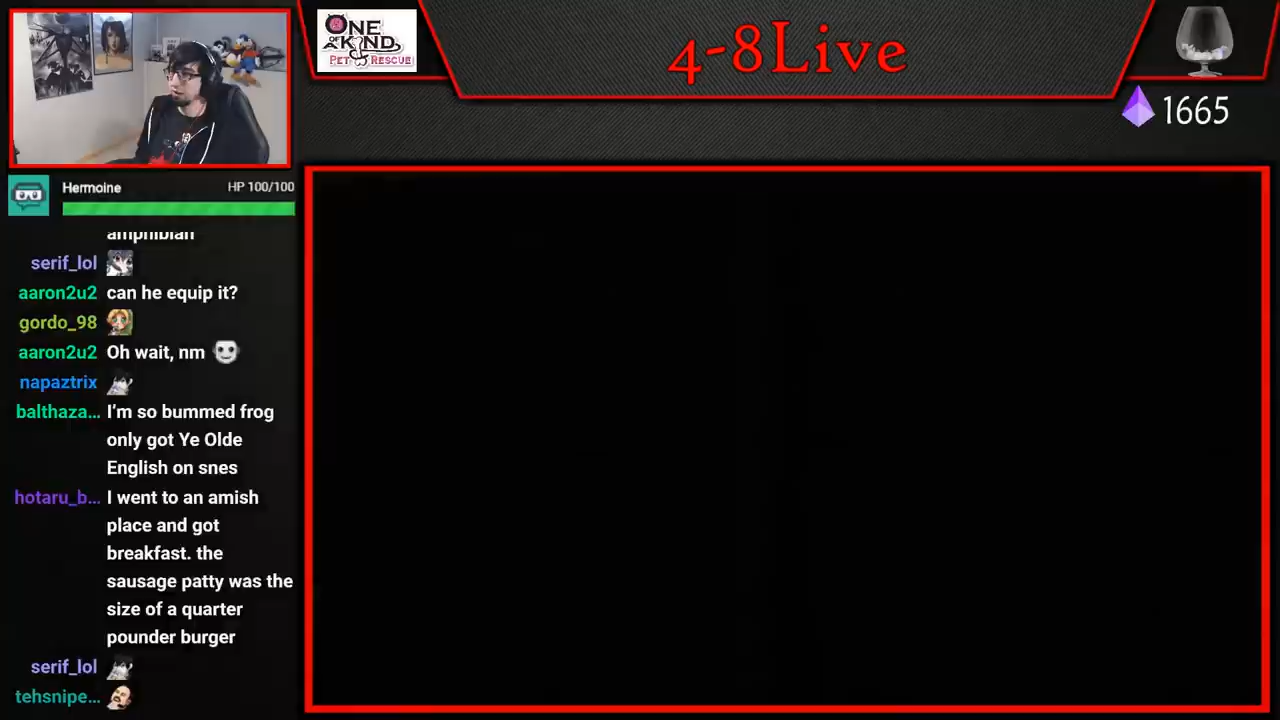 ONE
OF A KIND
PET RESCUE
4-8Live
1665
Hermoine
HP 100/100
amphibian
serif_lol
aaron2u2 can he equip it?
gordo_98
aaron2u2 Oh wait, nm
napaztrix
balthaza... I'm so bummed frog
only got Ye Olde
English on snes
hotaru_b... I went to an amish
place and got
breakfast. the
sausage patty was the
size of a quarter
pounder burger
serif_lol
tehsnipe...